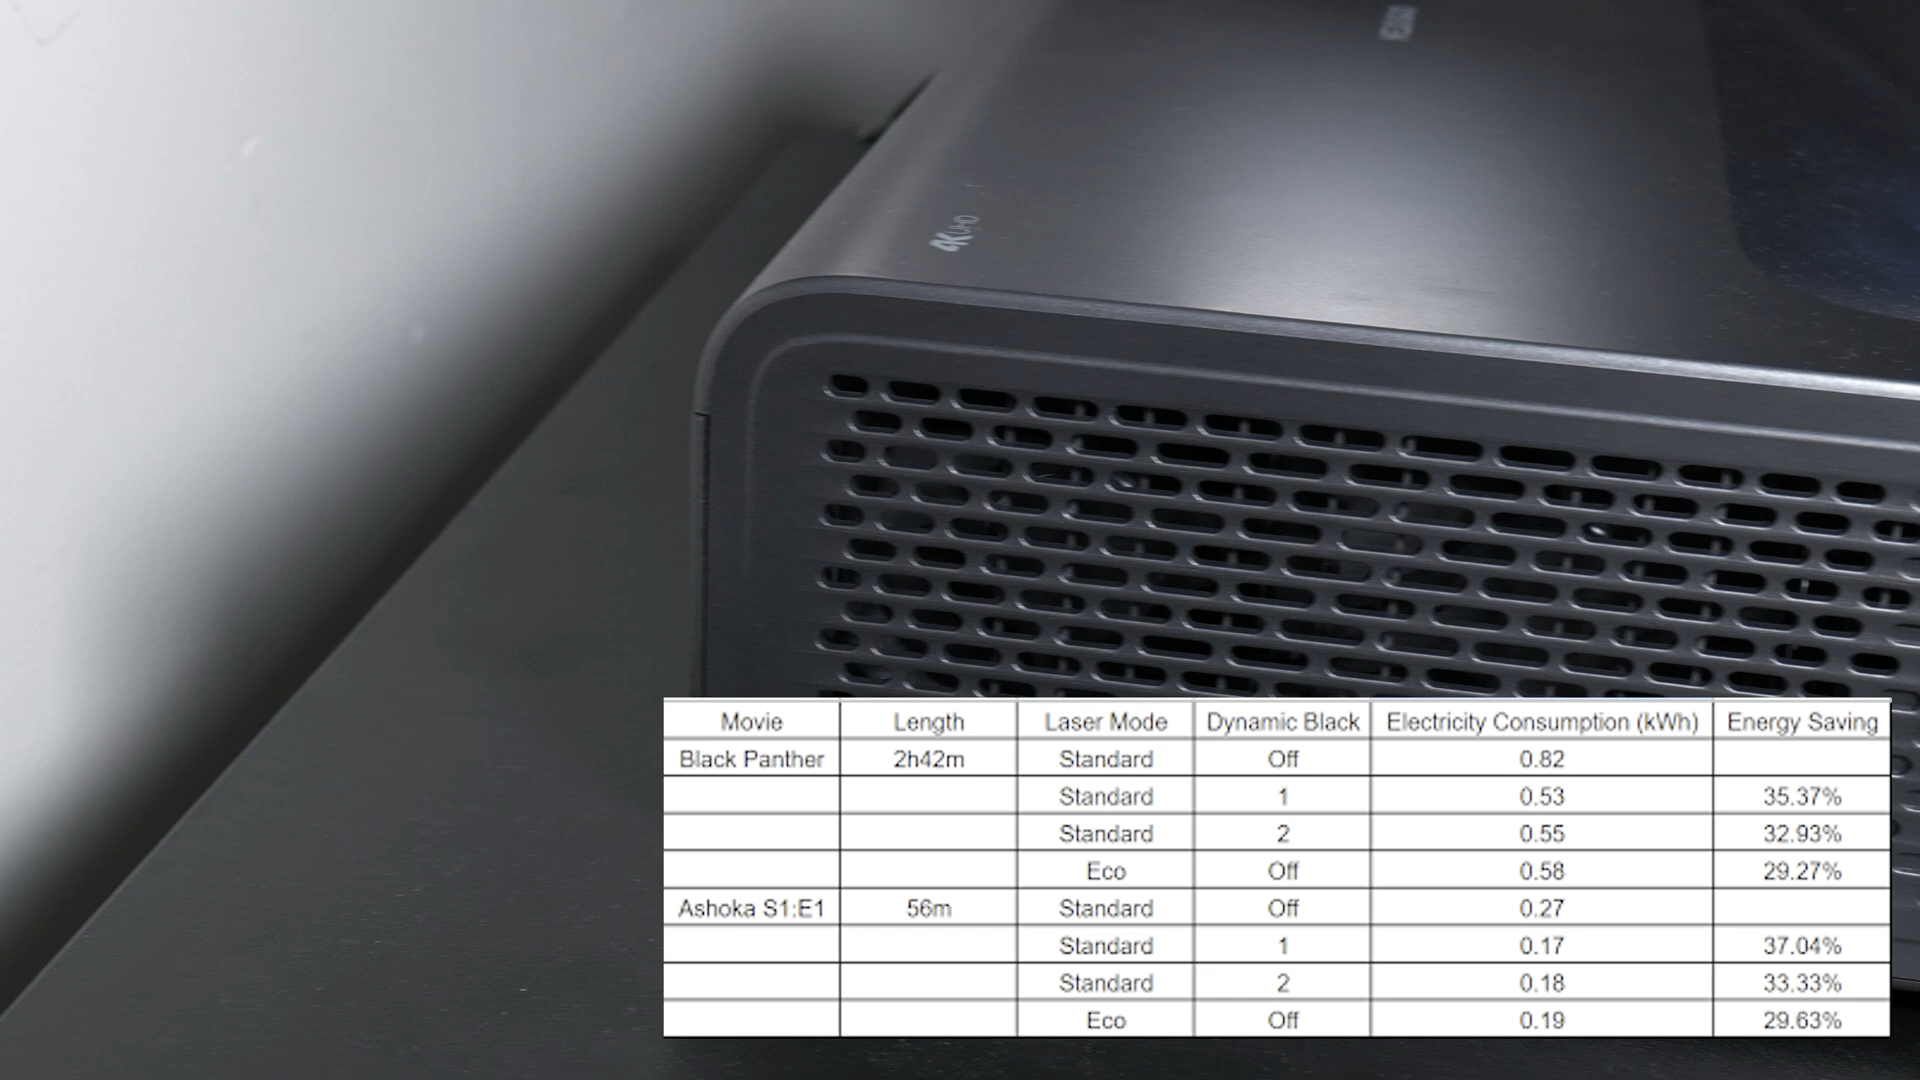 4K UHD
Movie Length Laser Mode Dynamic Black Electricity Consumption (kWh) Energy Saving
Black Panther 2h42m Standard Off 0.82
Standard 1 0.53 35.37%
Standard 2 0.55 32.93%
Eco Off 0.58 29.27%
Ashoka S1:E1 56m Standard Off 0.27
Standard 1 0.17 37.04%
Standard 2 0.18 33.33%
Eco Off 0.19 29.63%